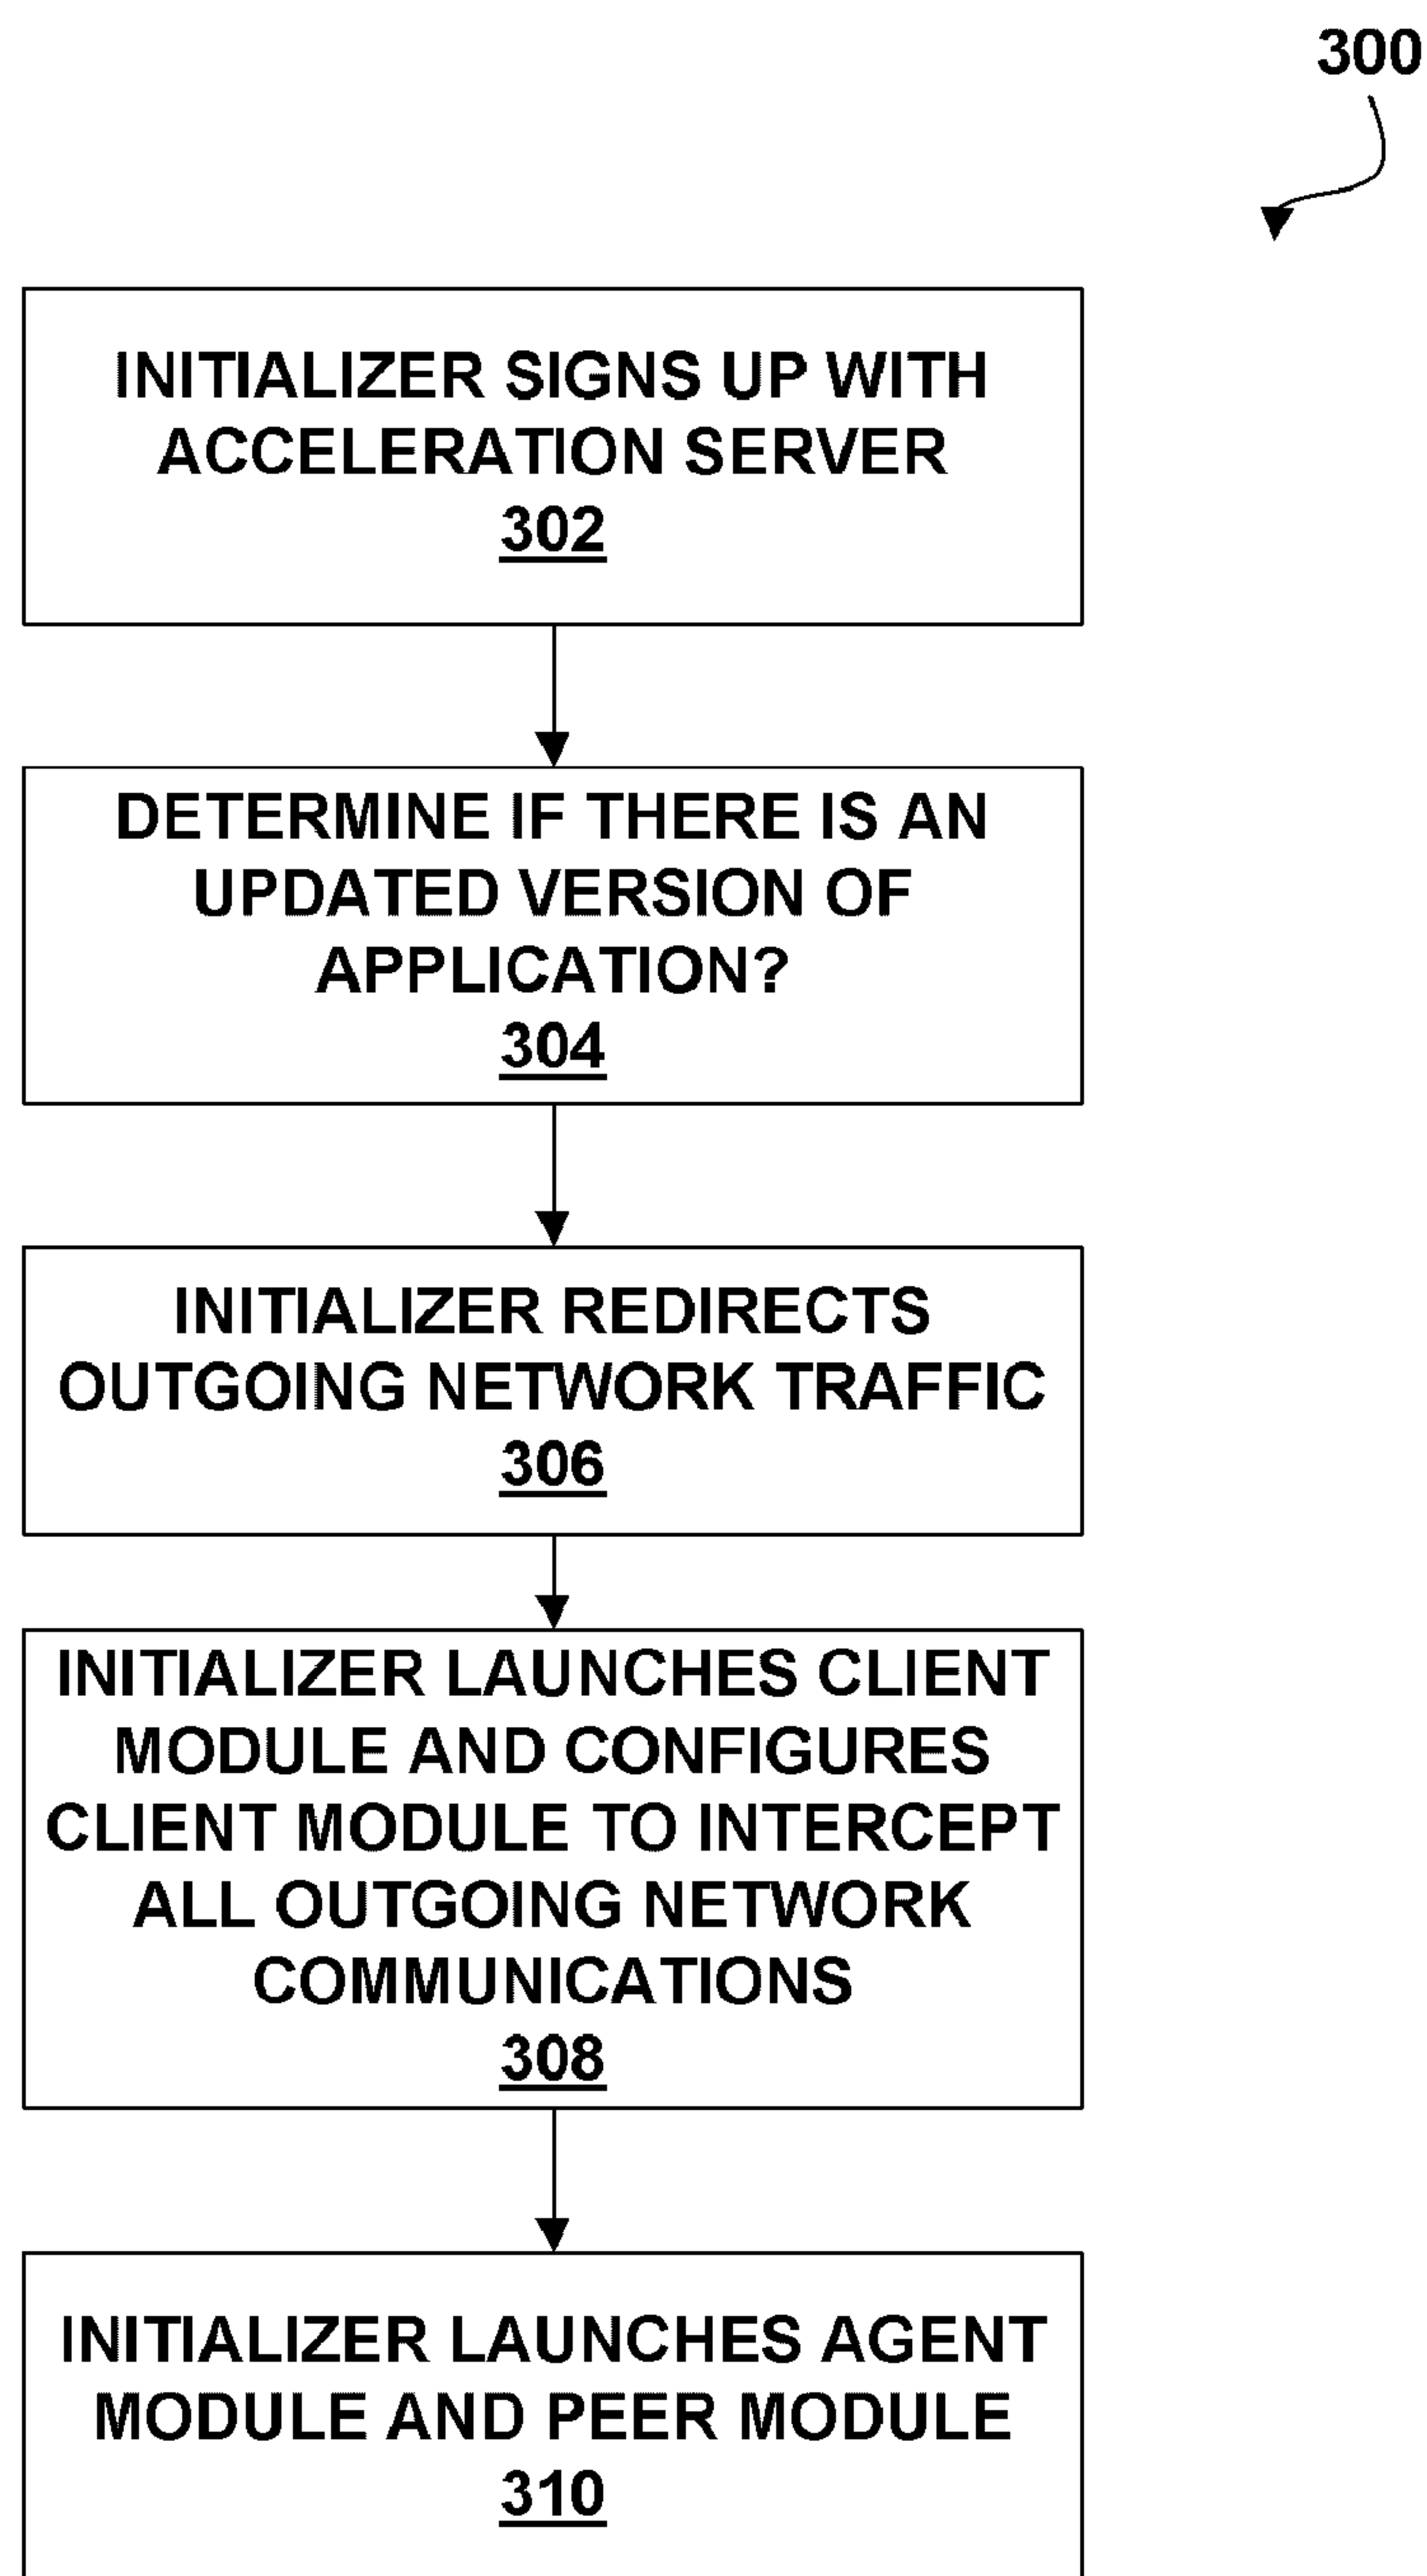 300
INITIALIZER SIGNS UP WITH
ACCELERATION SERVER
302
DETERMINE IF THERE IS AN
UPDATED VERSION OF
APPLICATION?
304
INITIALIZER REDIRECTS
OUTGOING NETWORK TRAFFIC
306
INITIALIZER LAUNCHES CLIENT
MODULE AND CONFIGURES
CLIENT MODULE TO INTERCEPT
ALL OUTGOING NETWORK
COMMUNICATIONS
308
INITIALIZER LAUNCHES AGENT
MODULE AND PEER MODULE
310